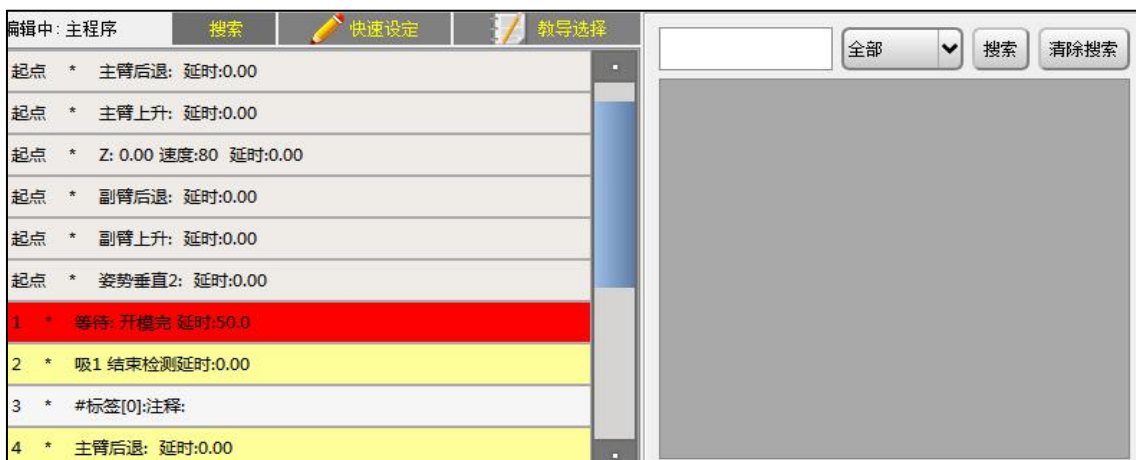 编辑中: 主程序 搜索 快速设定 教导选择
全部 搜索 清除搜索
起点 * 主臂后退: 延时:0.00
起点 * 主臂上升: 延时:0.00
起点 * Z: 0.00 速度:80 延时:0.00
起点 * 副臂后退: 延时:0.00
起点 * 副臂上升: 延时:0.00
起点 * 姿势垂直2: 延时:0.00
1 * 等待: 开模完 延时:50.0
2 * 吸1 结束检测延时:0.00
3 * #标签[0]:注释:
4 * 主臂后退: 延时:0.00